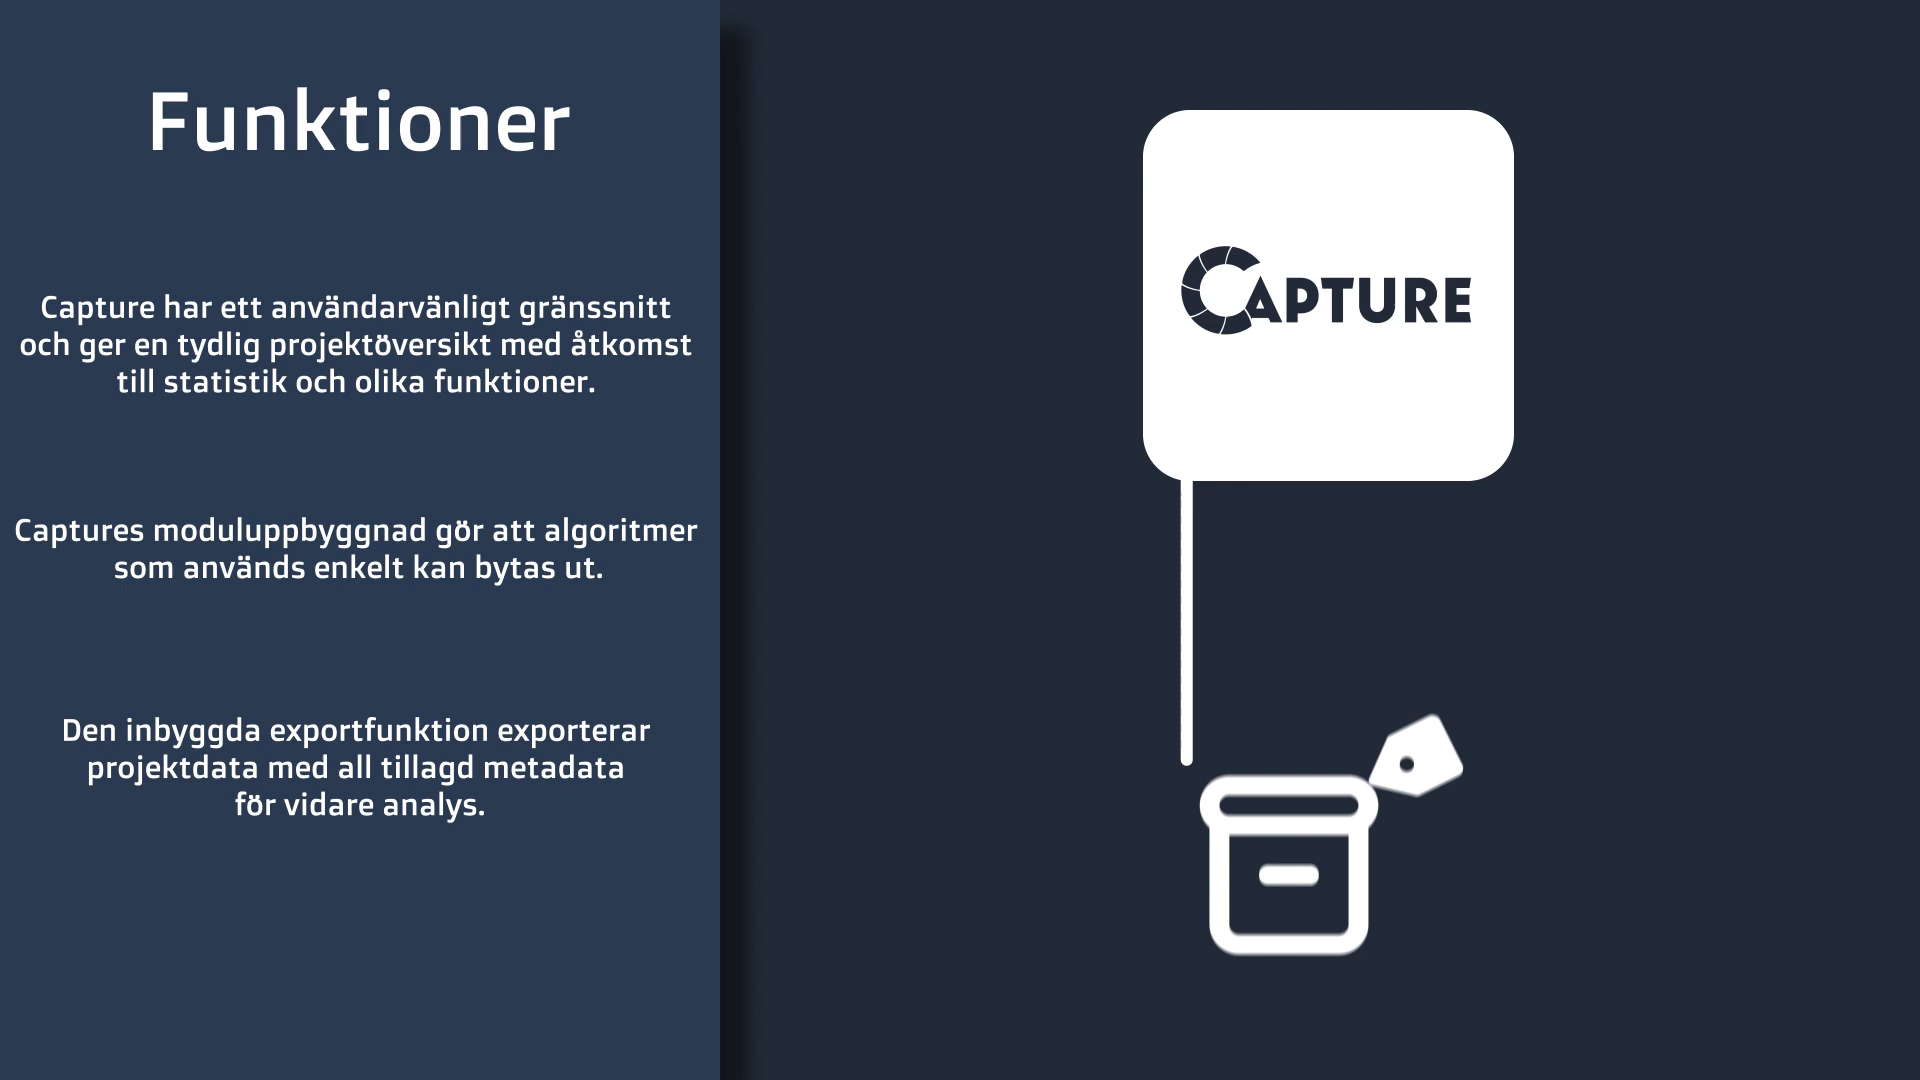 Funktioner
Capture har ett användarvänligt gränssnitt
och ger en tydlig projektöversikt med åtkomst
till statistik och olika funktioner.
Captures moduluppbyggnad gör att algoritmer
som används enkelt kan bytas ut.
Den inbyggda exportfunktion exporterar
projektdata med all tillagd metadata
för vidare analys.
CAPTURE